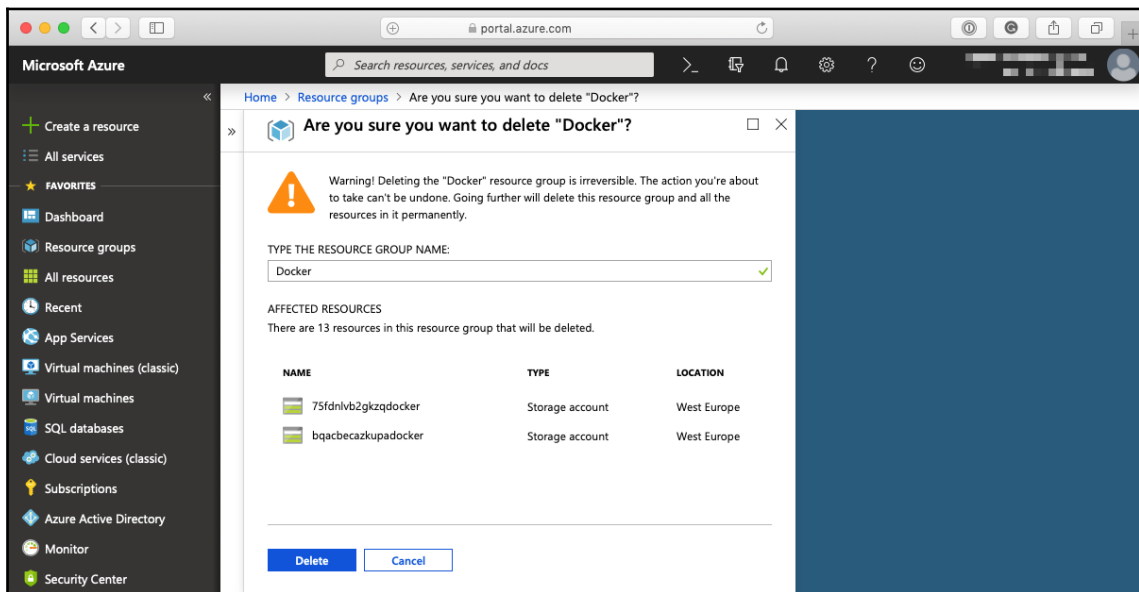 portal.azure.com
Microsoft Azure
Search resources, services, and docs
Home > Resource groups > Are you sure you want to delete "Docker"?
Create a resource
All services
FAVORITES
Dashboard
Resource groups
All resources
Recent
App Services
Virtual machines (classic)
Virtual machines
SQL databases
Cloud services (classic)
Subscriptions
Azure Active Directory
Monitor
Security Center
Are you sure you want to delete "Docker"?
Warning! Deleting the "Docker" resource group is irreversible. The action you're about
to take can't be undone. Going further will delete this resource group and all the
resources in it permanently.
TYPE THE RESOURCE GROUP NAME:
Docker
AFFECTED RESOURCES
There are 13 resources in this resource group that will be deleted.
NAME TYPE LOCATION
75fdnlvb2gkzqdocker Storage account West Europe
bqacbecazkupadocker Storage account West Europe
Delete Cancel